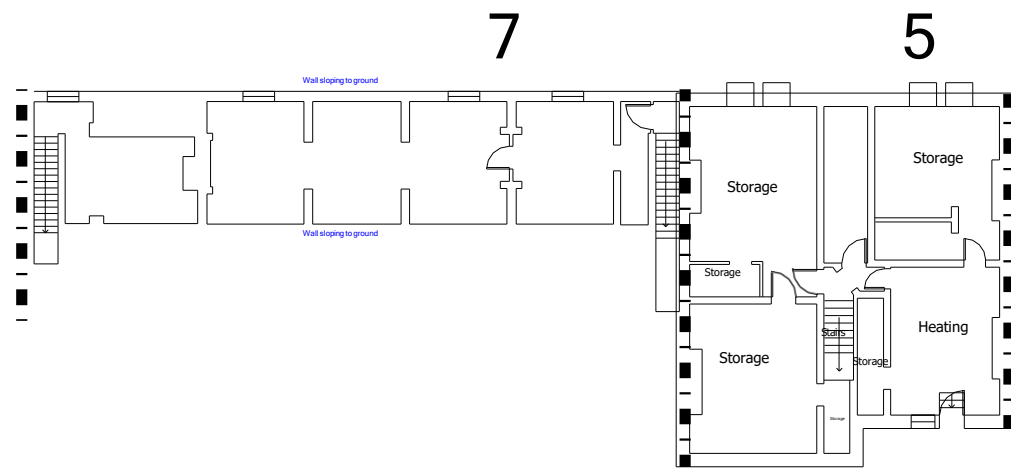 7
5
Wall sloping to ground
Wall sloping to ground
Storage
Storage
Storage
Storage
Stairs
Heating
Storage
Storage